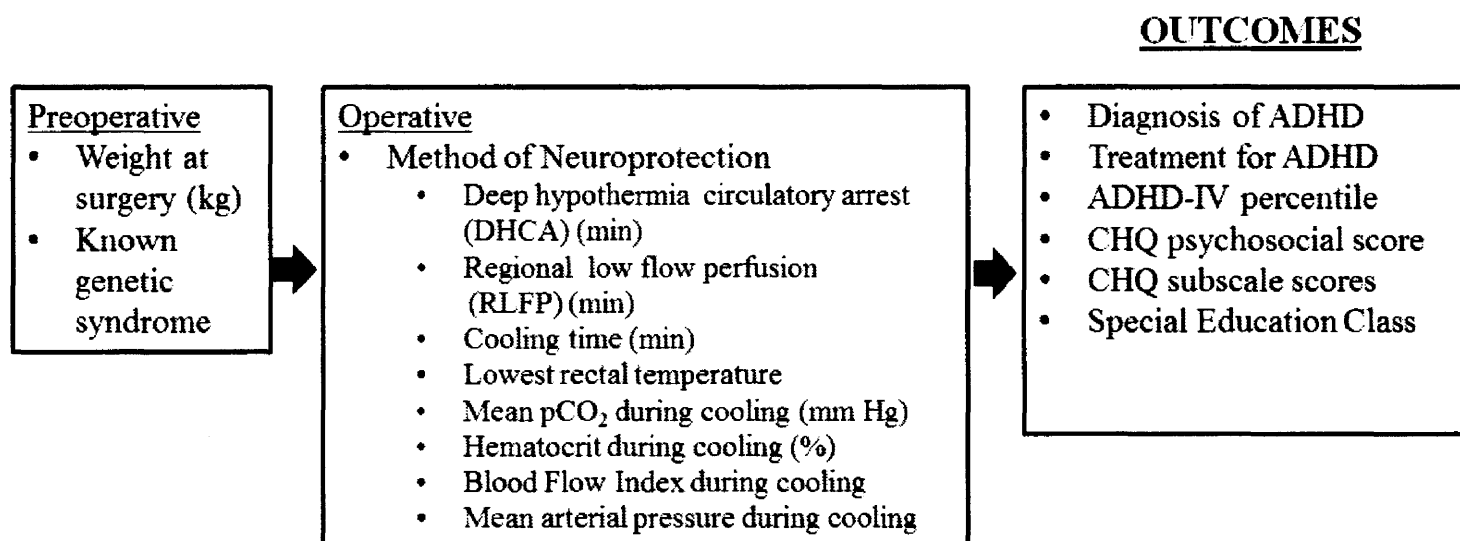 OUTCOMES
Preoperative
• Weight at
surgery (kg)
• Known
genetic
syndrome
Operative
• Method of Neuroprotection
• Deep hypothermia circulatory arrest
(DHCA) (min)
• Regional low flow perfusion
(RLFP) (min)
• Cooling time (min)
• Lowest rectal temperature
• Mean pCO₂ during cooling (mm Hg)
• Hematocrit during cooling (%)
• Blood Flow Index during cooling
• Mean arterial pressure during cooling
• Diagnosis of ADHD
• Treatment for ADHD
• ADHD-IV percentile
• CHQ psychosocial score
• CHQ subscale scores
• Special Education Class